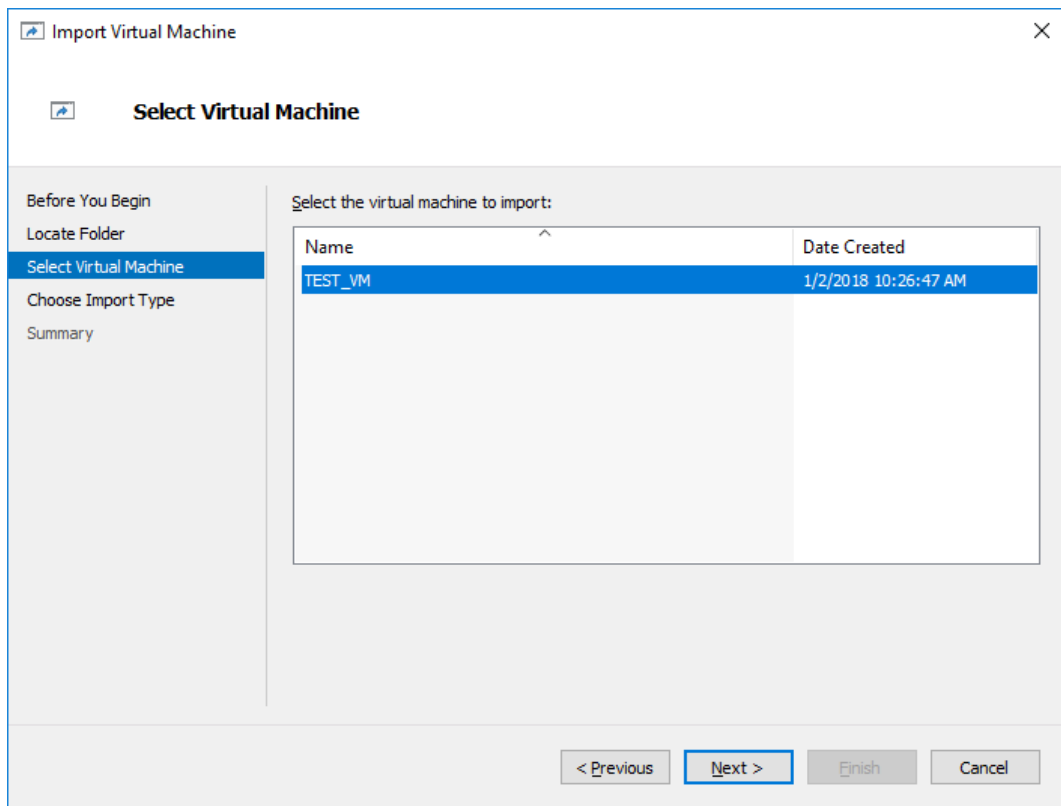 Import Virtual Machine
Select Virtual Machine
Before You Begin
Locate Folder
Select Virtual Machine
Choose Import Type
Summary
Select the virtual machine to import:
Name Date Created
TEST_VM 1/2/2018 10:26:47 AM
< Previous Next > Finish Cancel